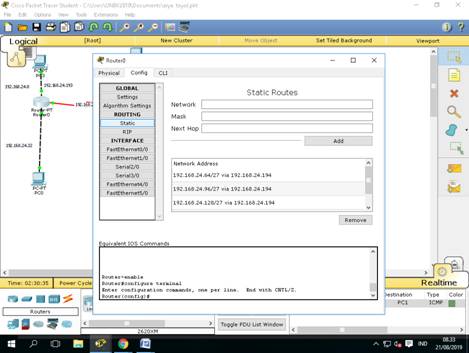 Cisco Packet Tracer Student - C:\Users\UNBK\2019\Documents\arya toyol.pkt
File Edit Options View Tools Extensions Help
Logical [Root] New Cluster Move Object Set Tiled Background Viewport
Router0
Physical Config CLI
GLOBAL
Settings
Algorithm Settings
ROUTING
Static
RIP
INTERFACE
FastEthernet0/0
FastEthernet1/0
Serial2/0
Serial3/0
FastEthernet4/0
FastEthernet5/0
Static Routes
Network
Mask
Next Hop
Add
Network Address
192.168.24.64/27 via 192.168.24.194
192.168.24.96/27 via 192.168.24.194
192.168.24.128/27 via 192.168.24.194
Remove
Equivalent IOS Commands
Router>enable
Router#configure terminal
Enter configuration commands, one per line. End with CNTL/Z.
Router(config)#
PC-PT
192.168.24.0
192.168.24.193
Router-PT
Router0
192.168.24.32
PC-PT
PC0
Time: 02:30:35 Power Cycle
Realtime
Routers
2620XM
Toggle PDU List Window
Destination Type Color
PC1 ICMP
IND
08.33
21/08/2019